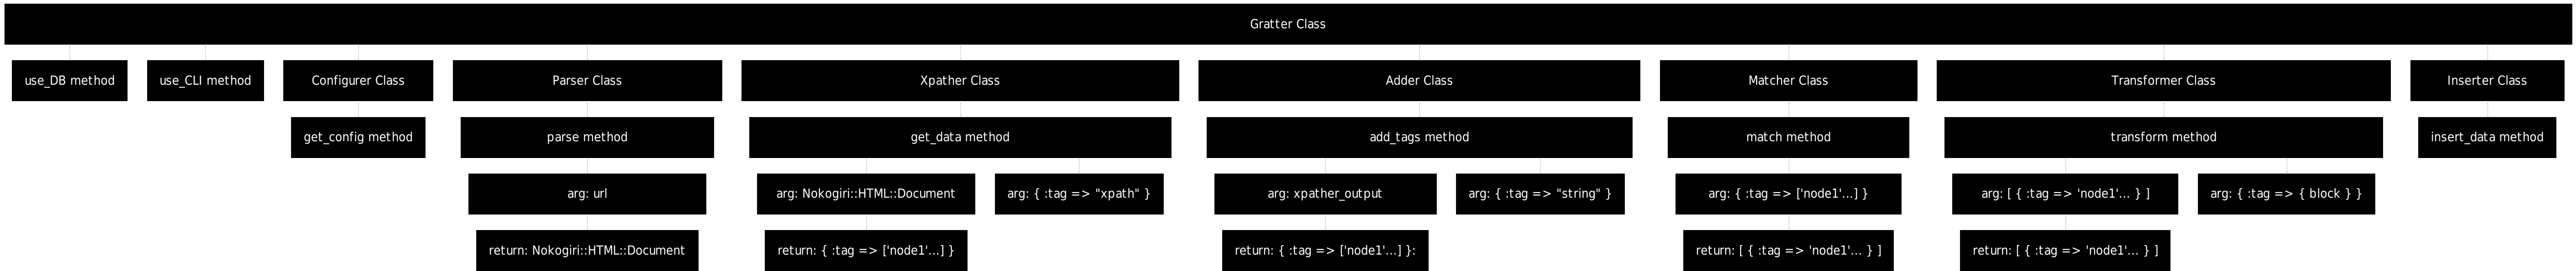 Gratter Class
use_DB method
use_CLI method
Configurer Class
Parser Class
Xpather Class
Adder Class
Matcher Class
Transformer Class
Inserter Class
get_config method
parse method
get_data method
add_tags method
match method
transform method
insert_data method
arg: url
arg: Nokogiri::HTML::Document
arg: { :tag => "xpath" }
arg: xpather_output
arg: { :tag => "string" }
arg: { :tag => ['node1'...] }
arg: [ { :tag => 'node1'... } ]
arg: { :tag => { block } }
return: Nokogiri::HTML::Document
return: { :tag => ['node1'...] }
return: { :tag => ['node1'...] }:
return: [ { :tag => 'node1'... } ]
return: [ { :tag => 'node1'... } ]